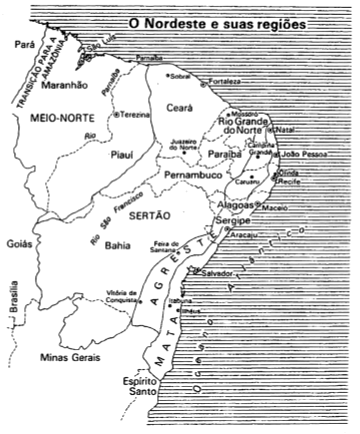 O Nordeste e suas regiões
Pará
TRANSIÇÃO PARA A
AMAZÔNIA
São Luiz
Parnaíba
Maranhão
Sobral
Fortaleza
Parnaíba
Ceará
Mossoró
MEIO-NORTE
Terezina
Rio Grande
do Norte
Natal
Rio
Juazeiro
do Norte
Campina
Grande
Piauí
Paraíba
João Pessoa
Pernambuco
Olinda
Recife
Caruaru
Rio São Francisco
Alagoas
Maceió
SERTÃO
Sergipe
Goiás
Bahia
Feira de
Santana
Aracaju
AGRESTE
Salvador
Oceano Atlântico
Brasília
Vitória de
Conquista
Itabuna
Ilhéus
MATA
Minas Gerais
Espírito
Santo